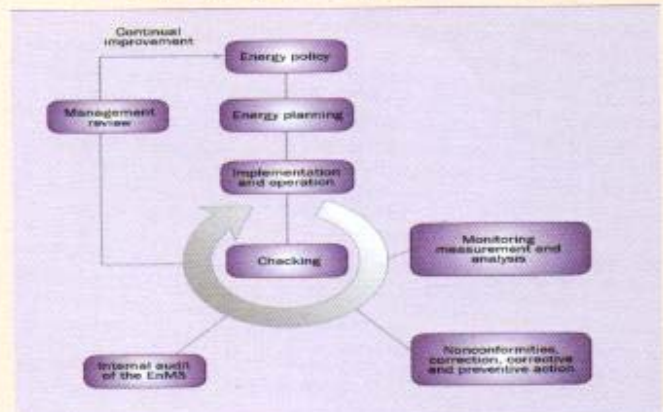 Continual
improvement
Energy policy
Management
review
Energy planning
Implementation
and operation
Checking
Monitoring
measurement and
analysis
Internal audit
of the EnMS
Nonconformities,
correction, corrective
and preventive action